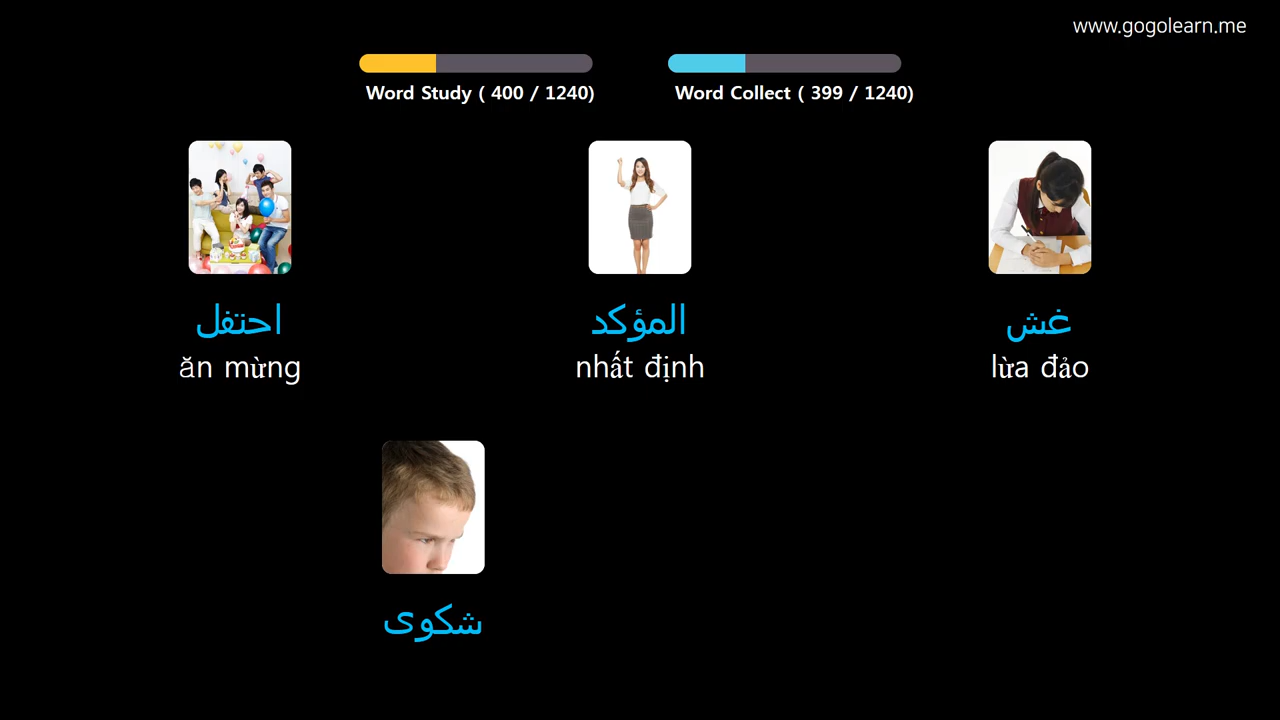 www.gogolearn.me
Word Study ( 400 / 1240)
Word Collect ( 399 / 1240)
احتفل
ăn mừng
المؤكد
nhất định
غش
lừa đảo
شكوى